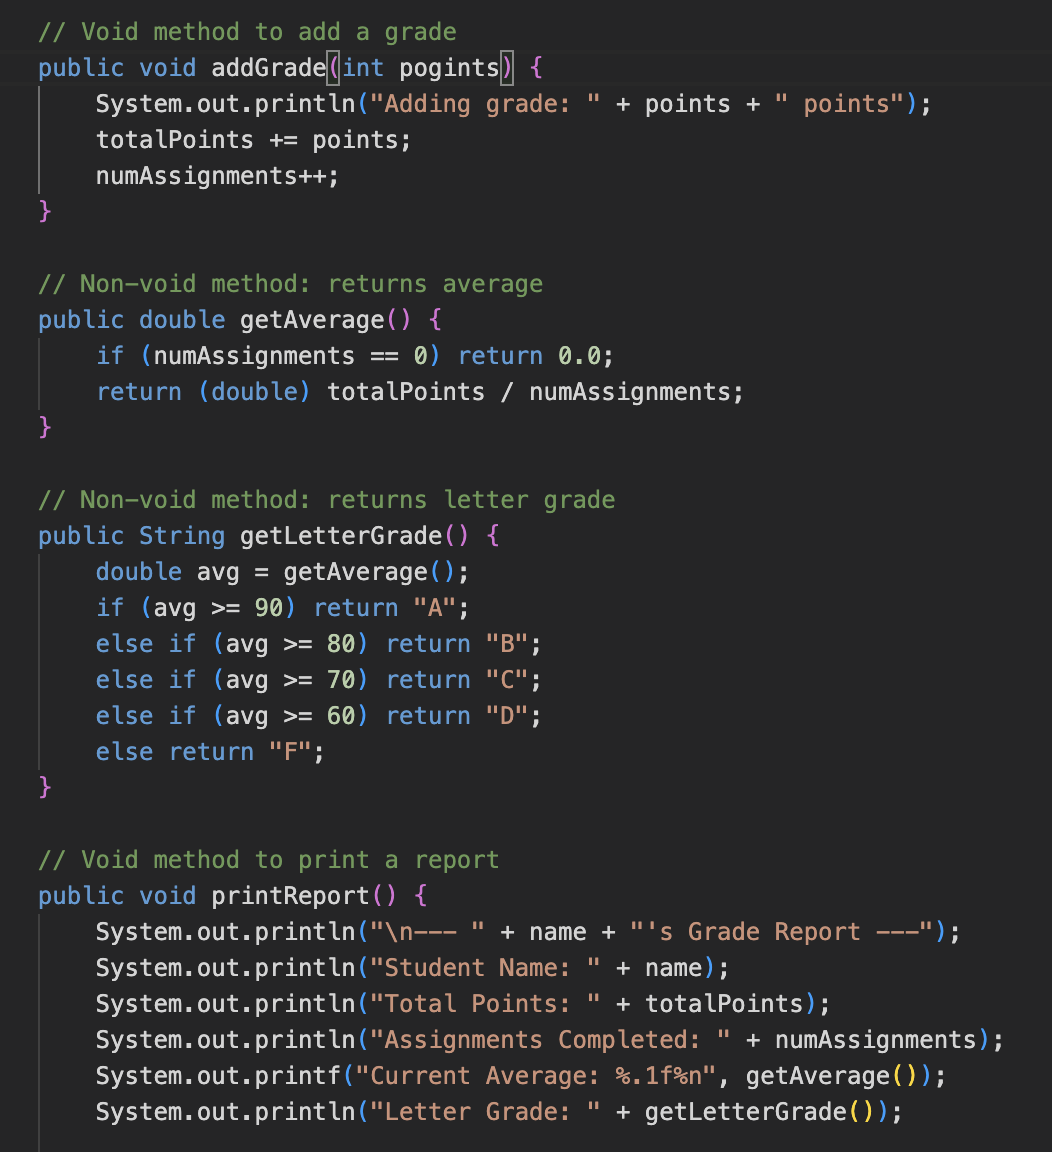 // Void method to add a grade
public void addGrade(int pogints) {
    System.out.println("Adding grade: " + points + " points");
    totalPoints += points;
    numAssignments++;
}

// Non-void method: returns average
public double getAverage() {
    if (numAssignments == 0) return 0.0;
    return (double) totalPoints / numAssignments;
}

// Non-void method: returns letter grade
public String getLetterGrade() {
    double avg = getAverage();
    if (avg >= 90) return "A";
    else if (avg >= 80) return "B";
    else if (avg >= 70) return "C";
    else if (avg >= 60) return "D";
    else return "F";
}

// Void method to print a report
public void printReport() {
    System.out.println("\n--- " + name + "'s Grade Report ---");
    System.out.println("Student Name: " + name);
    System.out.println("Total Points: " + totalPoints);
    System.out.println("Assignments Completed: " + numAssignments);
    System.out.printf("Current Average: %.1f%n", getAverage());
    System.out.println("Letter Grade: " + getLetterGrade());